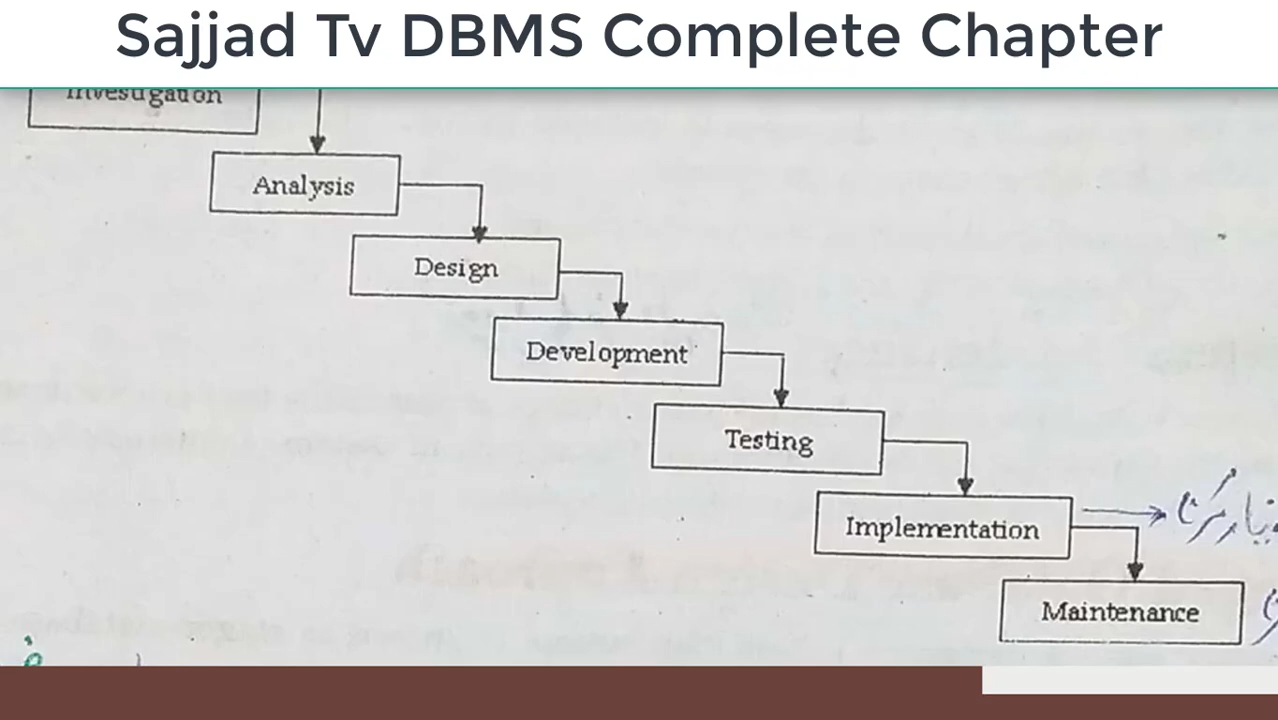 Sajjad Tv DBMS Complete Chapter
Investigation
Analysis
Design
Development
Testing
Implementation
Maintenance